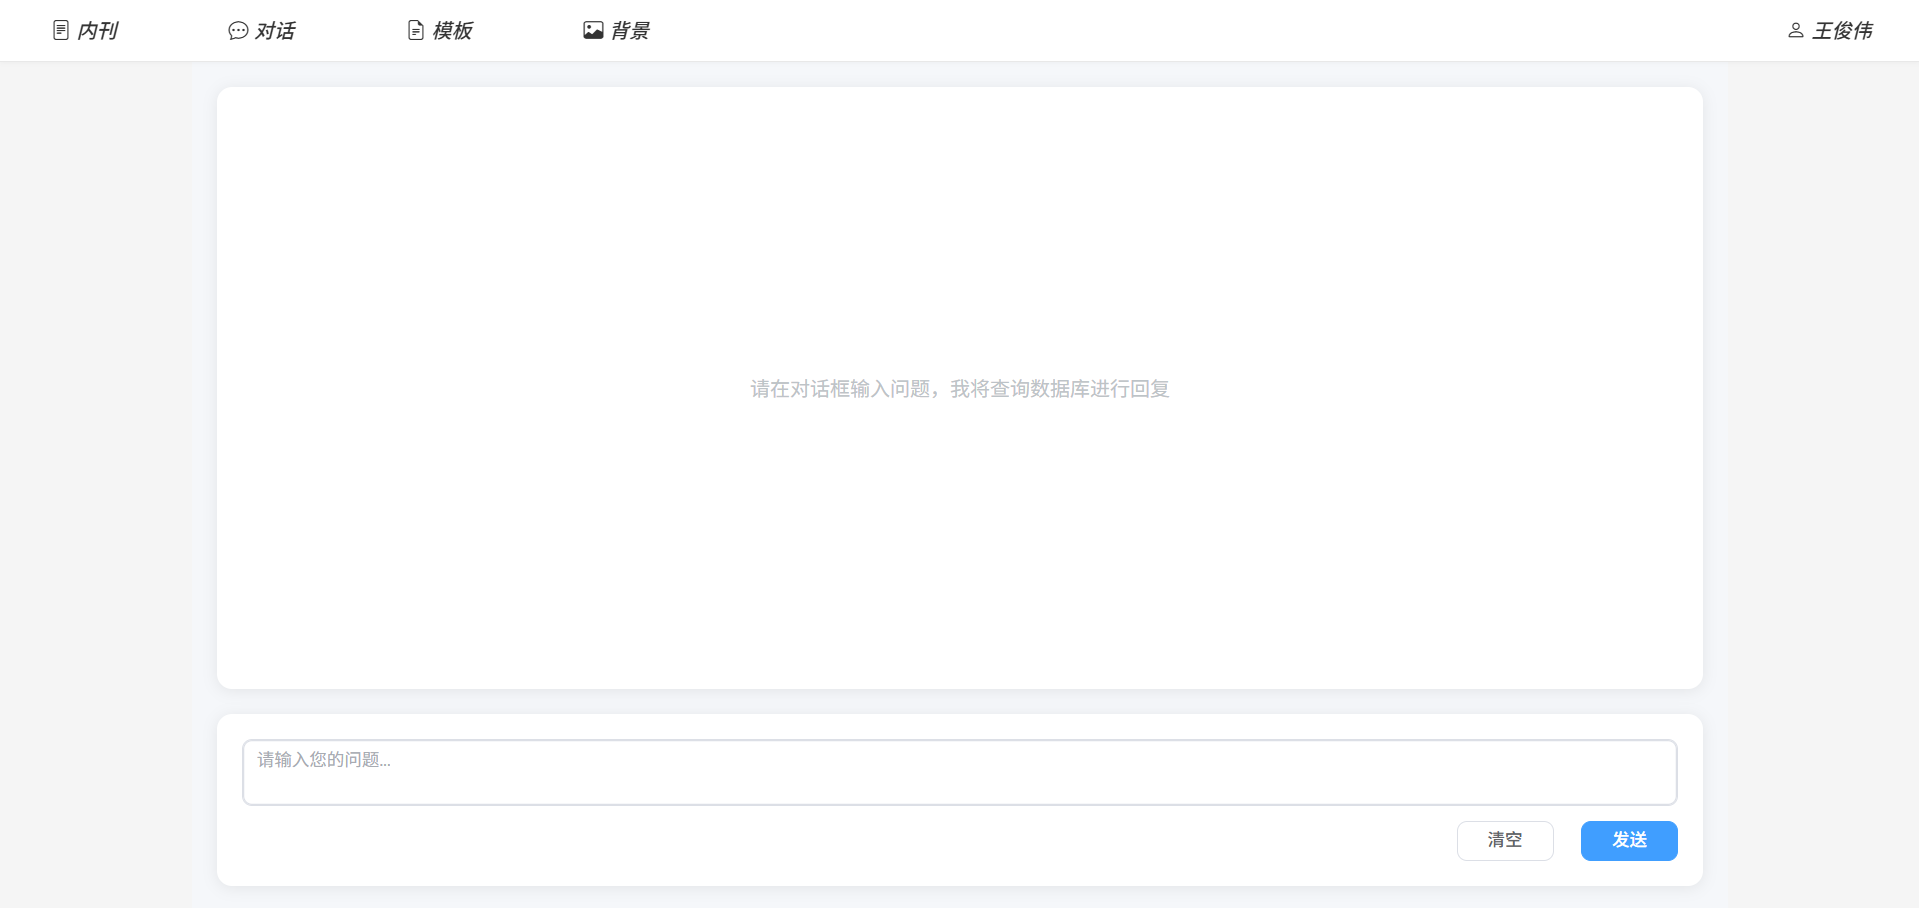 内刊 对话 模板 背景 王俊伟
请在对话框输入问题，我将查询数据库进行回复
请输入您的问题...
清空 发送